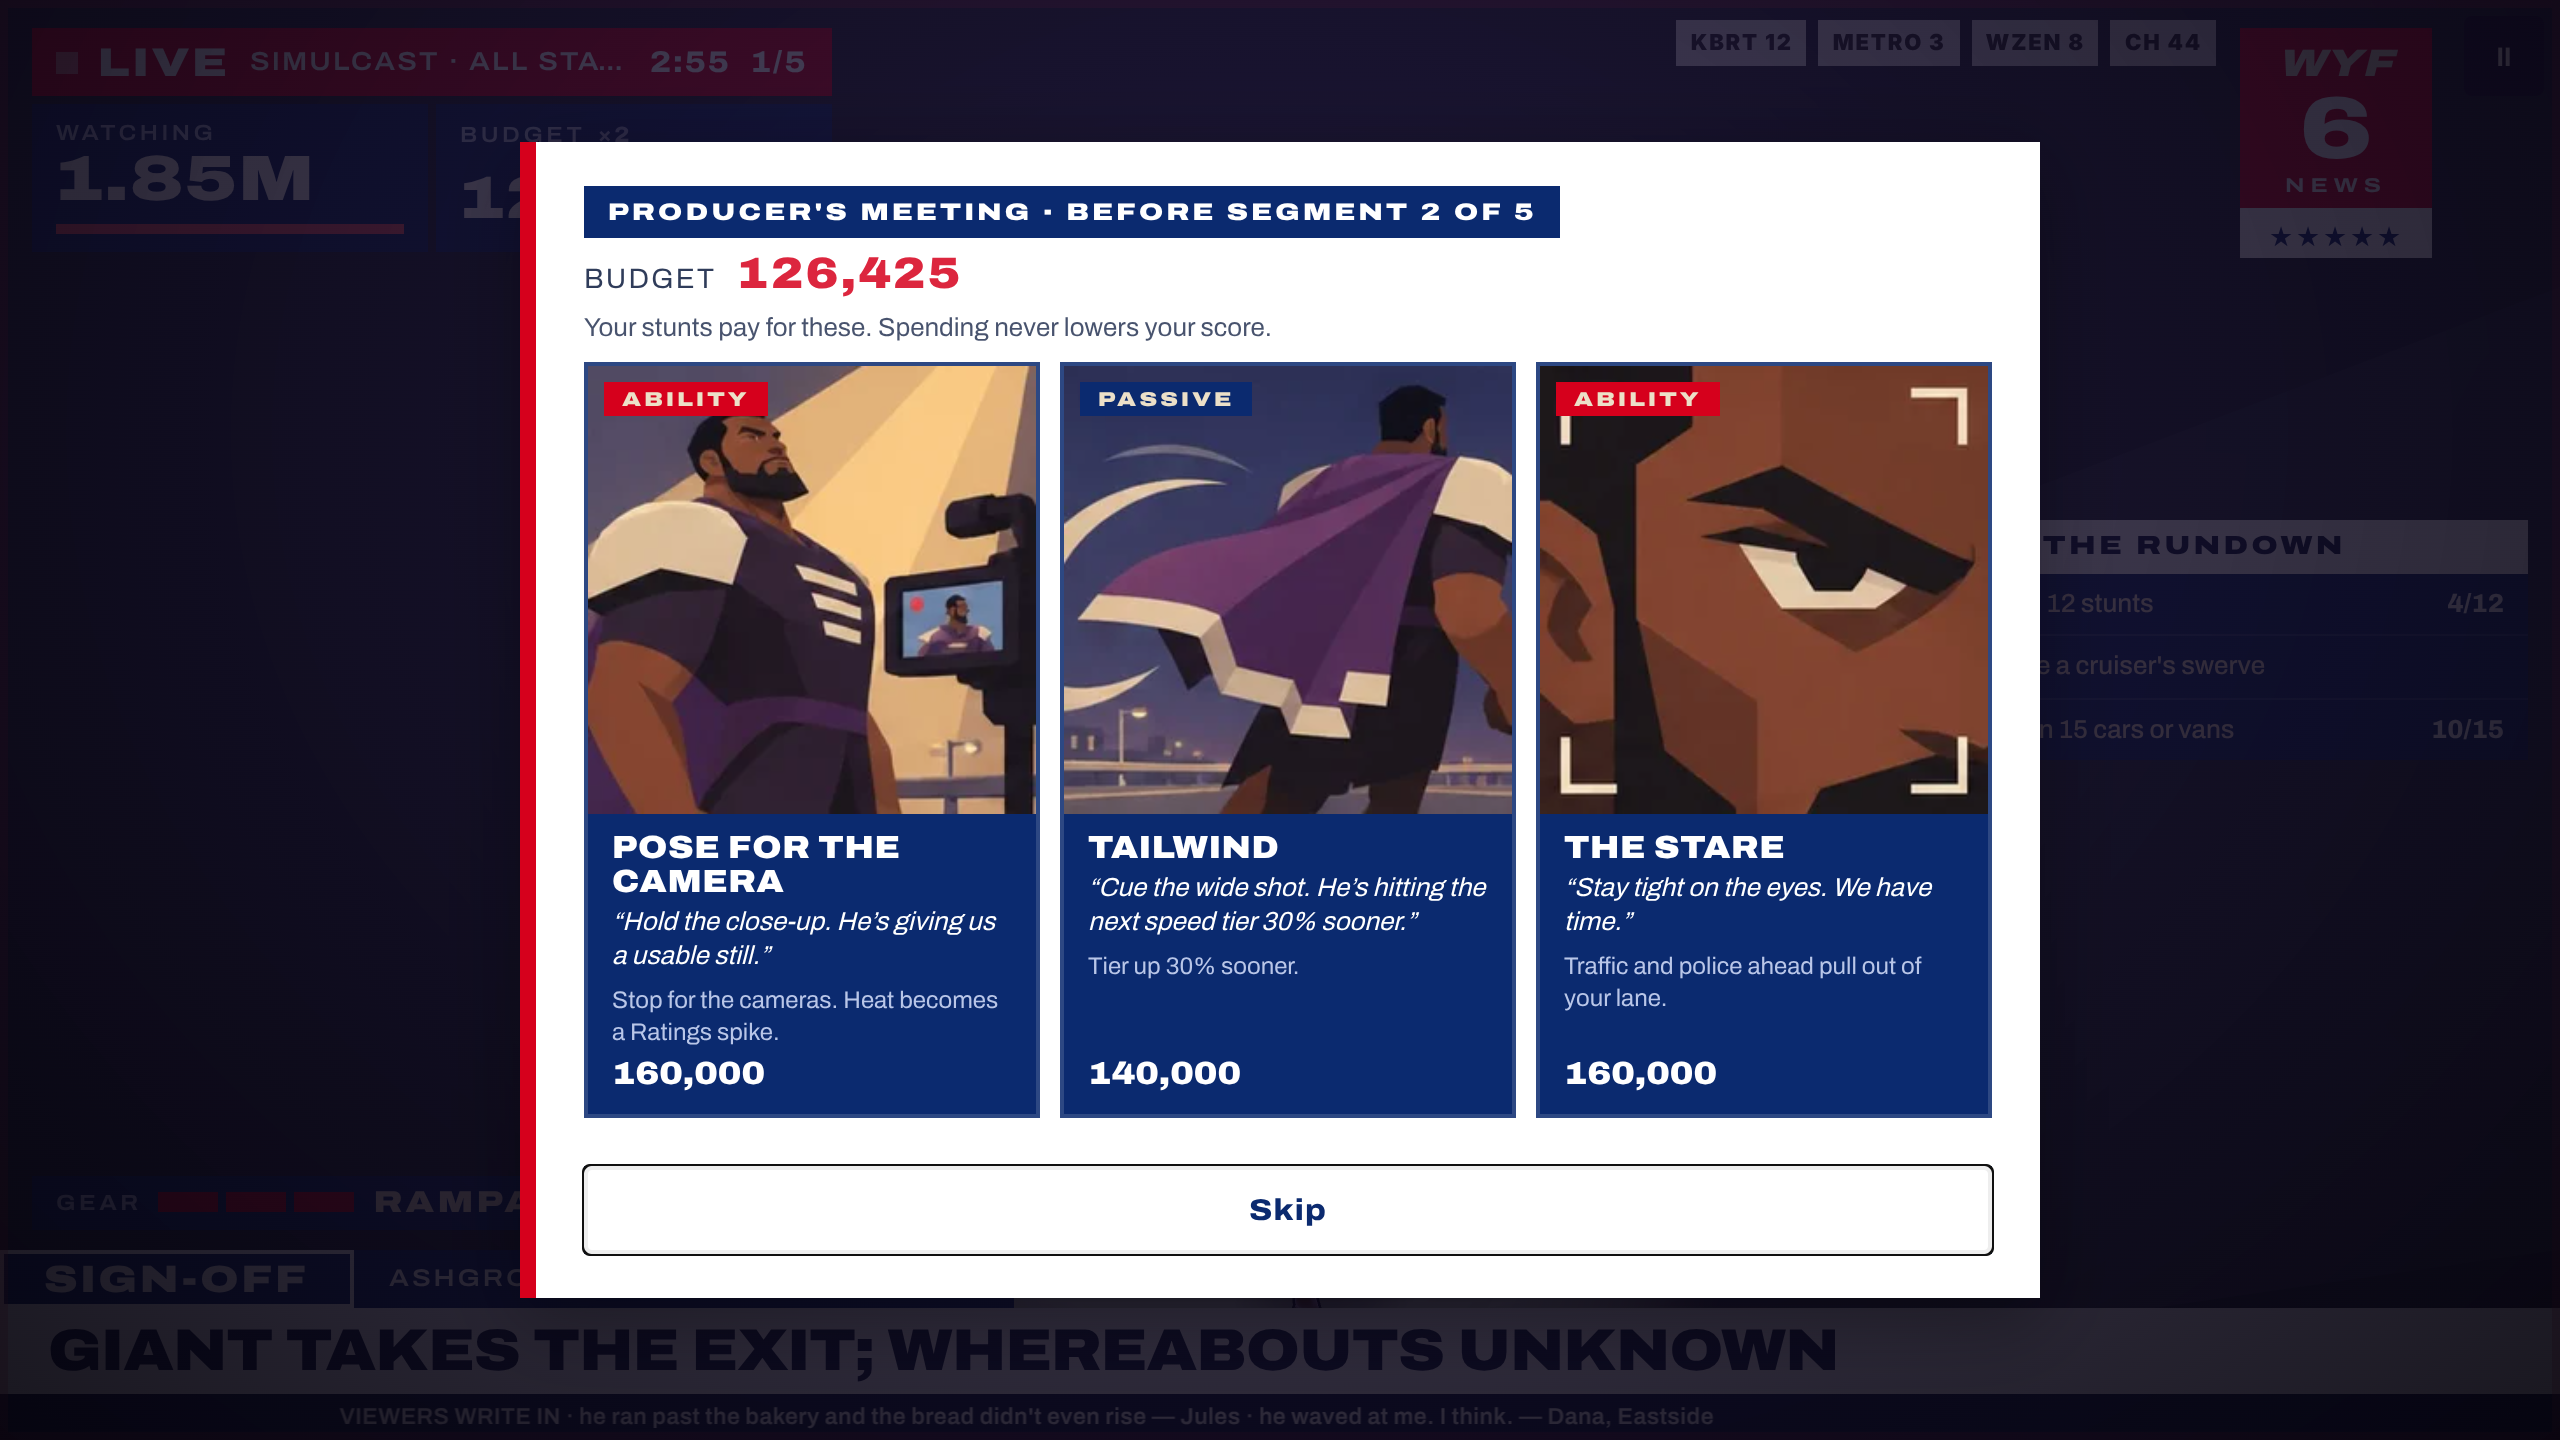 LIVE SIMULCAST · ALL STA... 2:55 1/5
KBRT 12 METRO 3 WZEN 8 CH 44
WYF
6
NEWS
★★★★★
WATCHING
1.85M
BUDGET ×2
PRODUCER'S MEETING · BEFORE SEGMENT 2 OF 5
BUDGET 126,425
Your stunts pay for these. Spending never lowers your score.
ABILITY
POSE FOR THE
CAMERA
“Hold the close-up. He’s giving us
a usable still.”
Stop for the cameras. Heat becomes
a Ratings spike.
160,000
PASSIVE
TAILWIND
“Cue the wide shot. He’s hitting the
next speed tier 30% sooner.”
Tier up 30% sooner.
140,000
ABILITY
THE STARE
“Stay tight on the eyes. We have
time.”
Traffic and police ahead pull out of
your lane.
160,000
Skip
THE RUNDOWN
12 stunts 4/12
a cruiser's swerve
15 cars or vans 10/15
GEAR
SIGN-OFF
GIANT TAKES THE EXIT; WHEREABOUTS UNKNOWN
VIEWERS WRITE IN · he ran past the bakery and the bread didn't even rise — Jules · he waved at me. I think. — Dana, Eastside